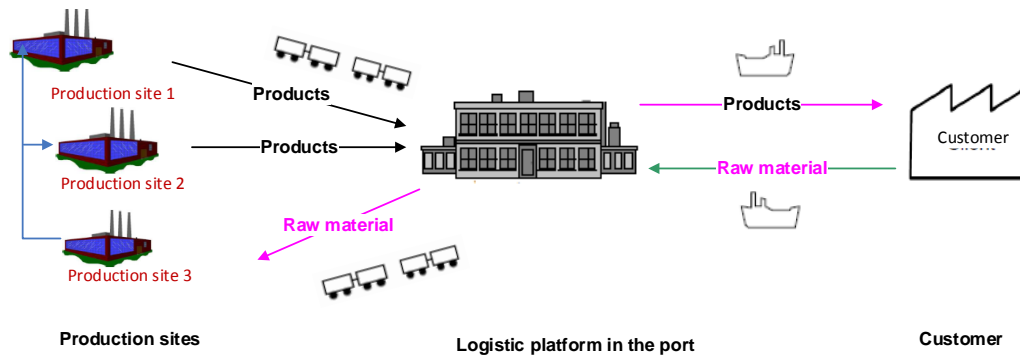 Production site 1
Products
Products
Production site 2
Products
Customer
Raw material
Raw material
Production site 3
Production sites
Logistic platform in the port
Customer